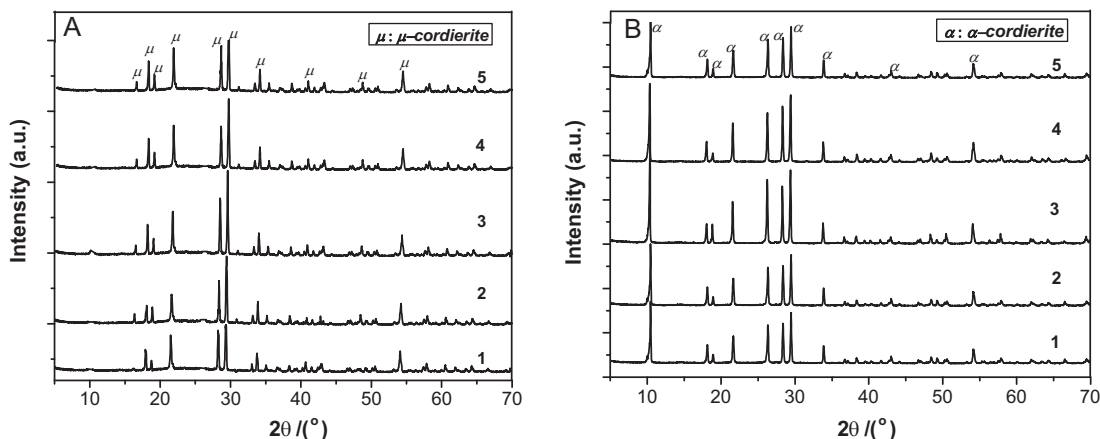 A
μ: μ–cordierite
μ μ μ μ μ μ μ μ μ μ
5
4
3
2
1
Intensity (a.u.)
10 20 30 40 50 60 70
2θ /(°)
B
α: α–cordierite
α α α α α α α α α α
5
4
3
2
1
Intensity (a.u.)
10 20 30 40 50 60 70
2θ /(°)